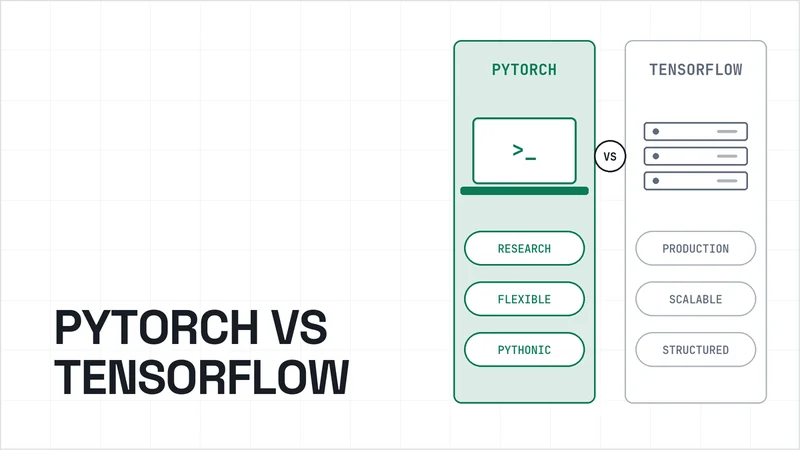 PYTORCH VS
TENSORFLOW
PYTORCH
>_
RESEARCH
FLEXIBLE
PYTHONIC
VS
TENSORFLOW
PRODUCTION
SCALABLE
STRUCTURED